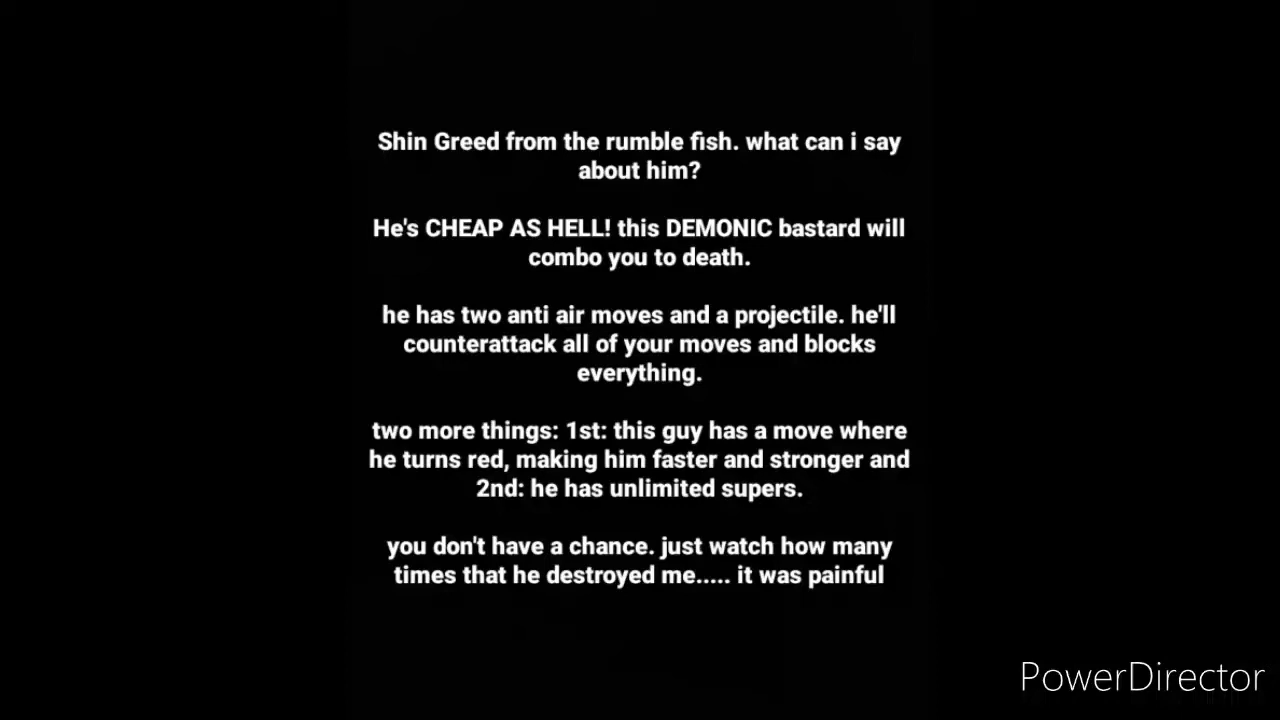 Shin Greed from the rumble fish. what can i say
about him?
He's CHEAP AS HELL! this DEMONIC bastard will
combo you to death.
he has two anti air moves and a projectile. he'll
counterattack all of your moves and blocks
everything.
two more things: 1st: this guy has a move where
he turns red, making him faster and stronger and
2nd: he has unlimited supers.
you don't have a chance. just watch how many
times that he destroyed me..... it was painful
PowerDirector